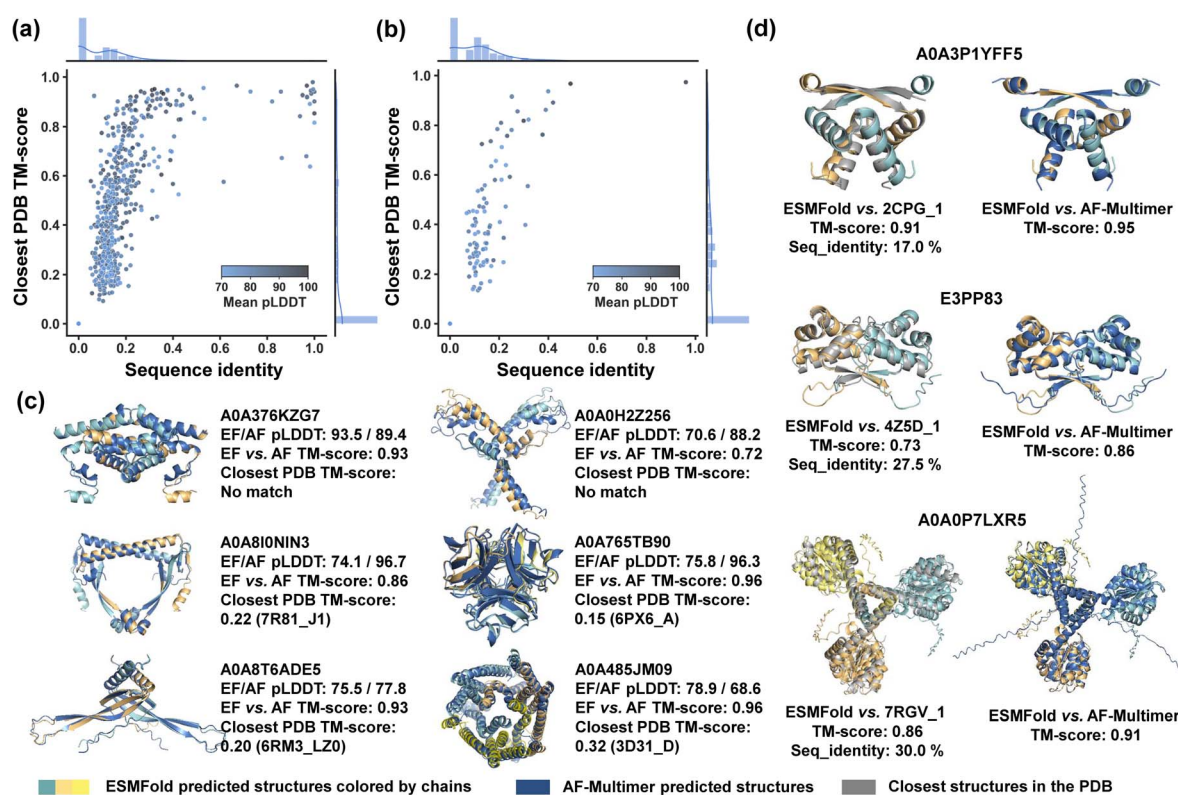 (a)
Closest PDB TM-score
1.0
0.8
0.6
0.4
0.2
0.0
0.0 0.2 0.4 0.6 0.8 1.0
Sequence identity
70 80 90 100
Mean pLDDT
(b)
Closest PDB TM-score
1.0
0.8
0.6
0.4
0.2
0.0
0.0 0.2 0.4 0.6 0.8 1.0
Sequence identity
70 80 90 100
Mean pLDDT
(c)
A0A376KZG7
EF/AF pLDDT: 93.5 / 89.4
EF vs. AF TM-score: 0.93
Closest PDB TM-score:
No match
A0A0H2Z256
EF/AF pLDDT: 70.6 / 88.2
EF vs. AF TM-score: 0.72
Closest PDB TM-score:
No match
A0A8I0NIN3
EF/AF pLDDT: 74.1 / 96.7
EF vs. AF TM-score: 0.86
Closest PDB TM-score:
0.22 (7R81_J1)
A0A765TB90
EF/AF pLDDT: 75.8 / 96.3
EF vs. AF TM-score: 0.96
Closest PDB TM-score:
0.15 (6PX6_A)
A0A8T6ADE5
EF/AF pLDDT: 75.5 / 77.8
EF vs. AF TM-score: 0.93
Closest PDB TM-score:
0.20 (6RM3_LZ0)
A0A485JM09
EF/AF pLDDT: 78.9 / 68.6
EF vs. AF TM-score: 0.96
Closest PDB TM-score:
0.32 (3D31_D)
(d)
A0A3P1YFF5
ESMFold vs. 2CPG_1
TM-score: 0.91
Seq_identity: 17.0 %
ESMFold vs. AF-Multimer
TM-score: 0.95
E3PP83
ESMFold vs. 4Z5D_1
TM-score: 0.73
Seq_identity: 27.5 %
ESMFold vs. AF-Multimer
TM-score: 0.86
A0A0P7LXR5
ESMFold vs. 7RGV_1
TM-score: 0.86
Seq_identity: 30.0 %
ESMFold vs. AF-Multimer
TM-score: 0.91
ESMFold predicted structures colored by chains
AF-Multimer predicted structures
Closest structures in the PDB